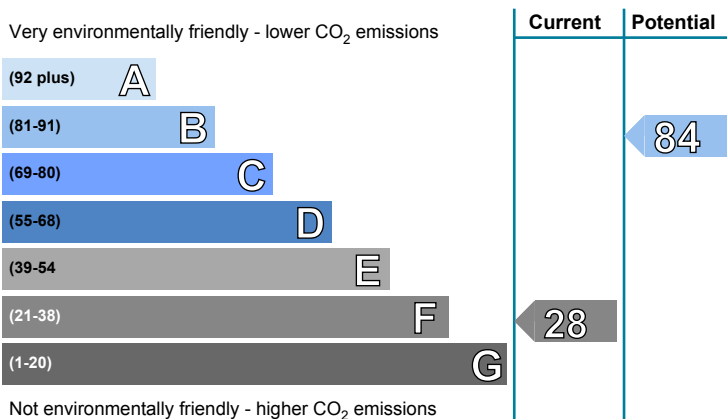 Very environmentally friendly - lower CO₂ emissions
Current
Potential
(92 plus) A
(81-91) B
84
(69-80) C
(55-68) D
(39-54 E
(21-38) F
28
(1-20) G
Not environmentally friendly - higher CO₂ emissions